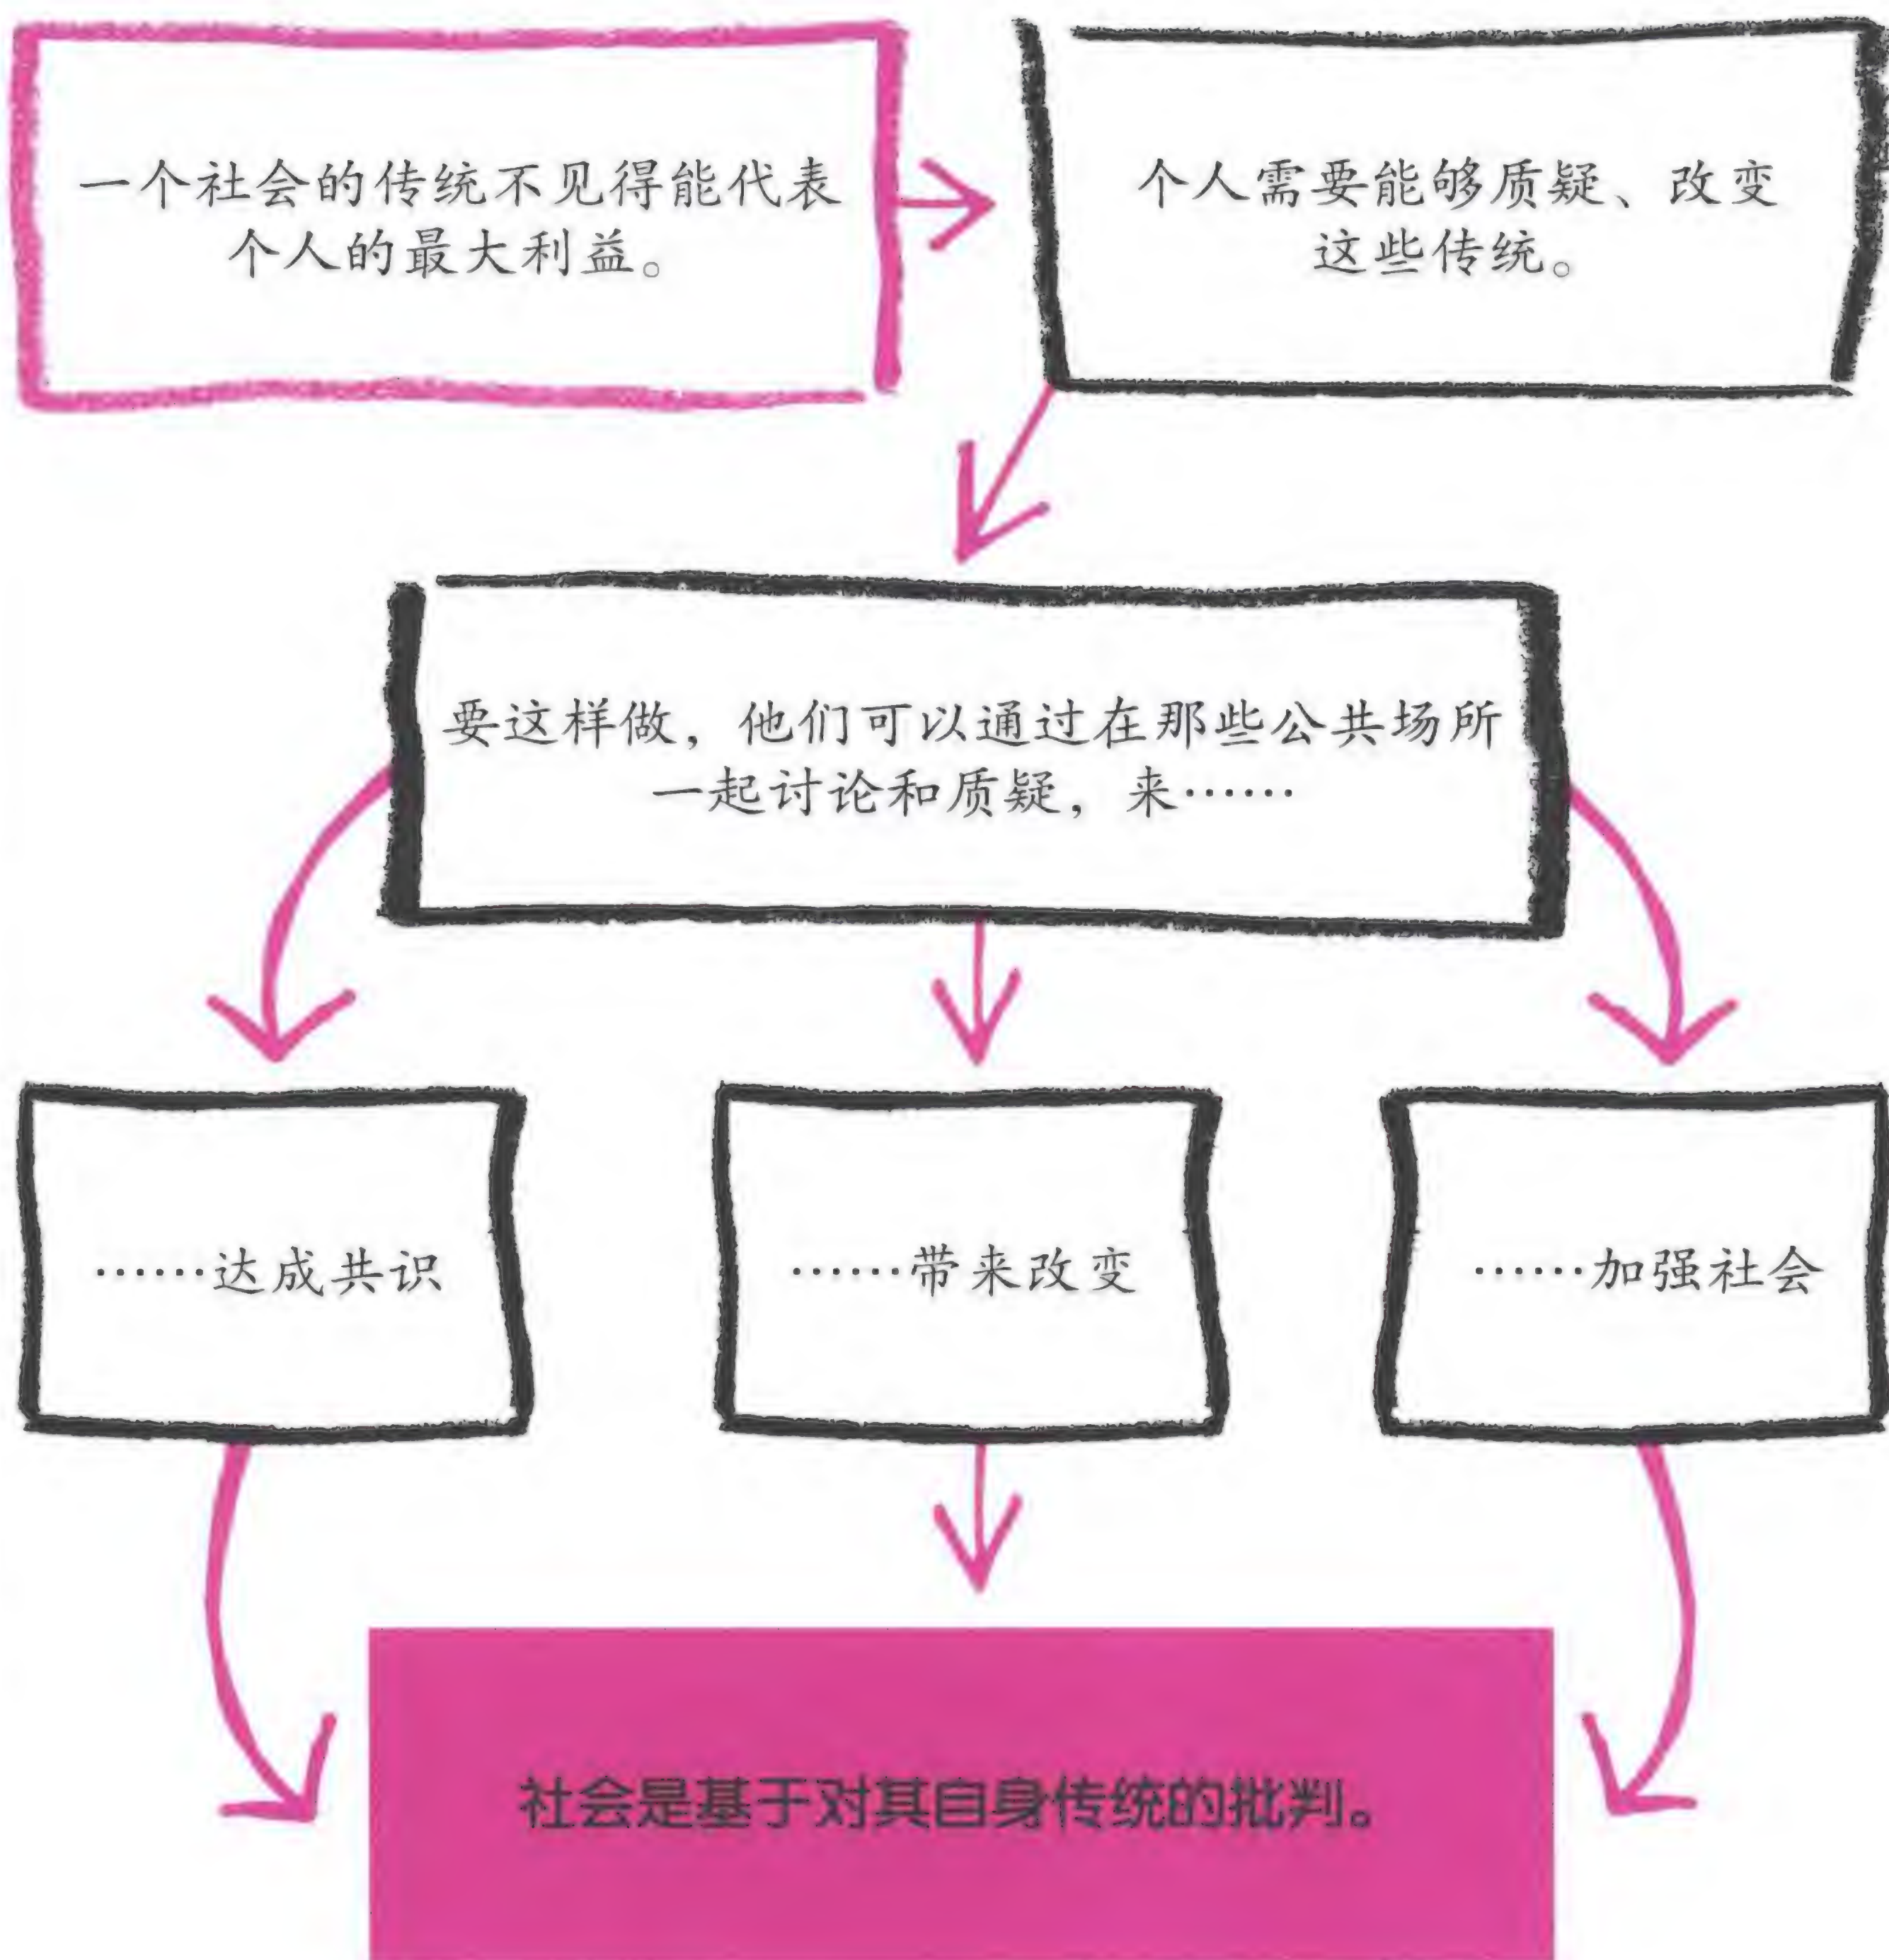 一个社会的传统不见得能代表
个人的最大利益。
个人需要能够质疑、改变
这些传统。
要这样做，他们可以通过在那些公共场所
一起讨论和质疑，来……
……达成共识
……带来改变
……加强社会
社会是基于对其自身传统的批判。